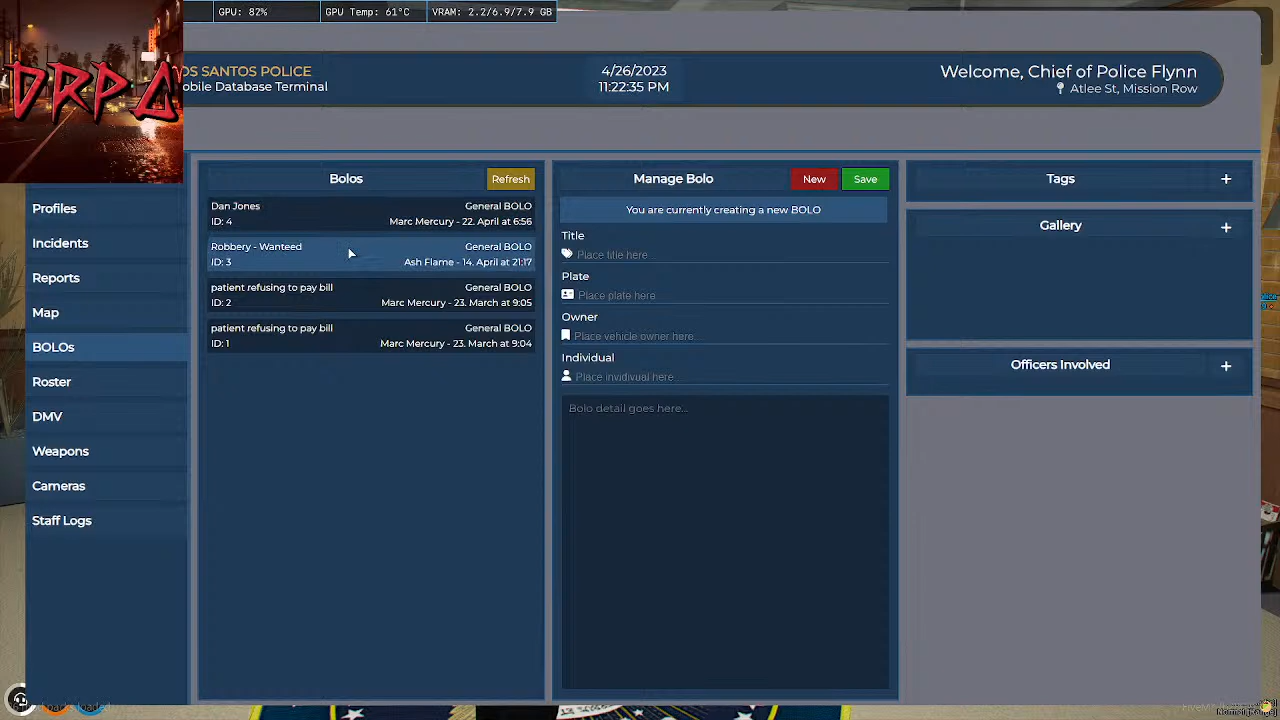 GPU: 82%
GPU Temp: 61°C
VRAM: 2.2/6.9/7.9 GB
DRPA
OS SANTOS POLICE
obile Database Terminal
4/26/2023
11:22:35 PM
Welcome, Chief of Police Flynn
Atlee St, Mission Row
Profiles
Incidents
Reports
Map
BOLOs
Roster
DMV
Weapons
Cameras
Staff Logs
Bolos
Refresh
Dan Jones
General BOLO
ID: 4
Marc Mercury - 22. April at 6:56
Robbery - Wanteed
General BOLO
ID: 3
Ash Flame - 14. April at 21:17
patient refusing to pay bill
General BOLO
ID: 2
Marc Mercury - 23. March at 9:05
patient refusing to pay bill
General BOLO
ID: 1
Marc Mercury - 23. March at 9:04
Manage Bolo
New
Save
You are currently creating a new BOLO
Title
Place title here...
Plate
Place plate here...
Owner
Place vehicle owner here...
Individual
Place invidivual here...
Bolo detail goes here...
Tags
+
Gallery
+
Officers Involved
+